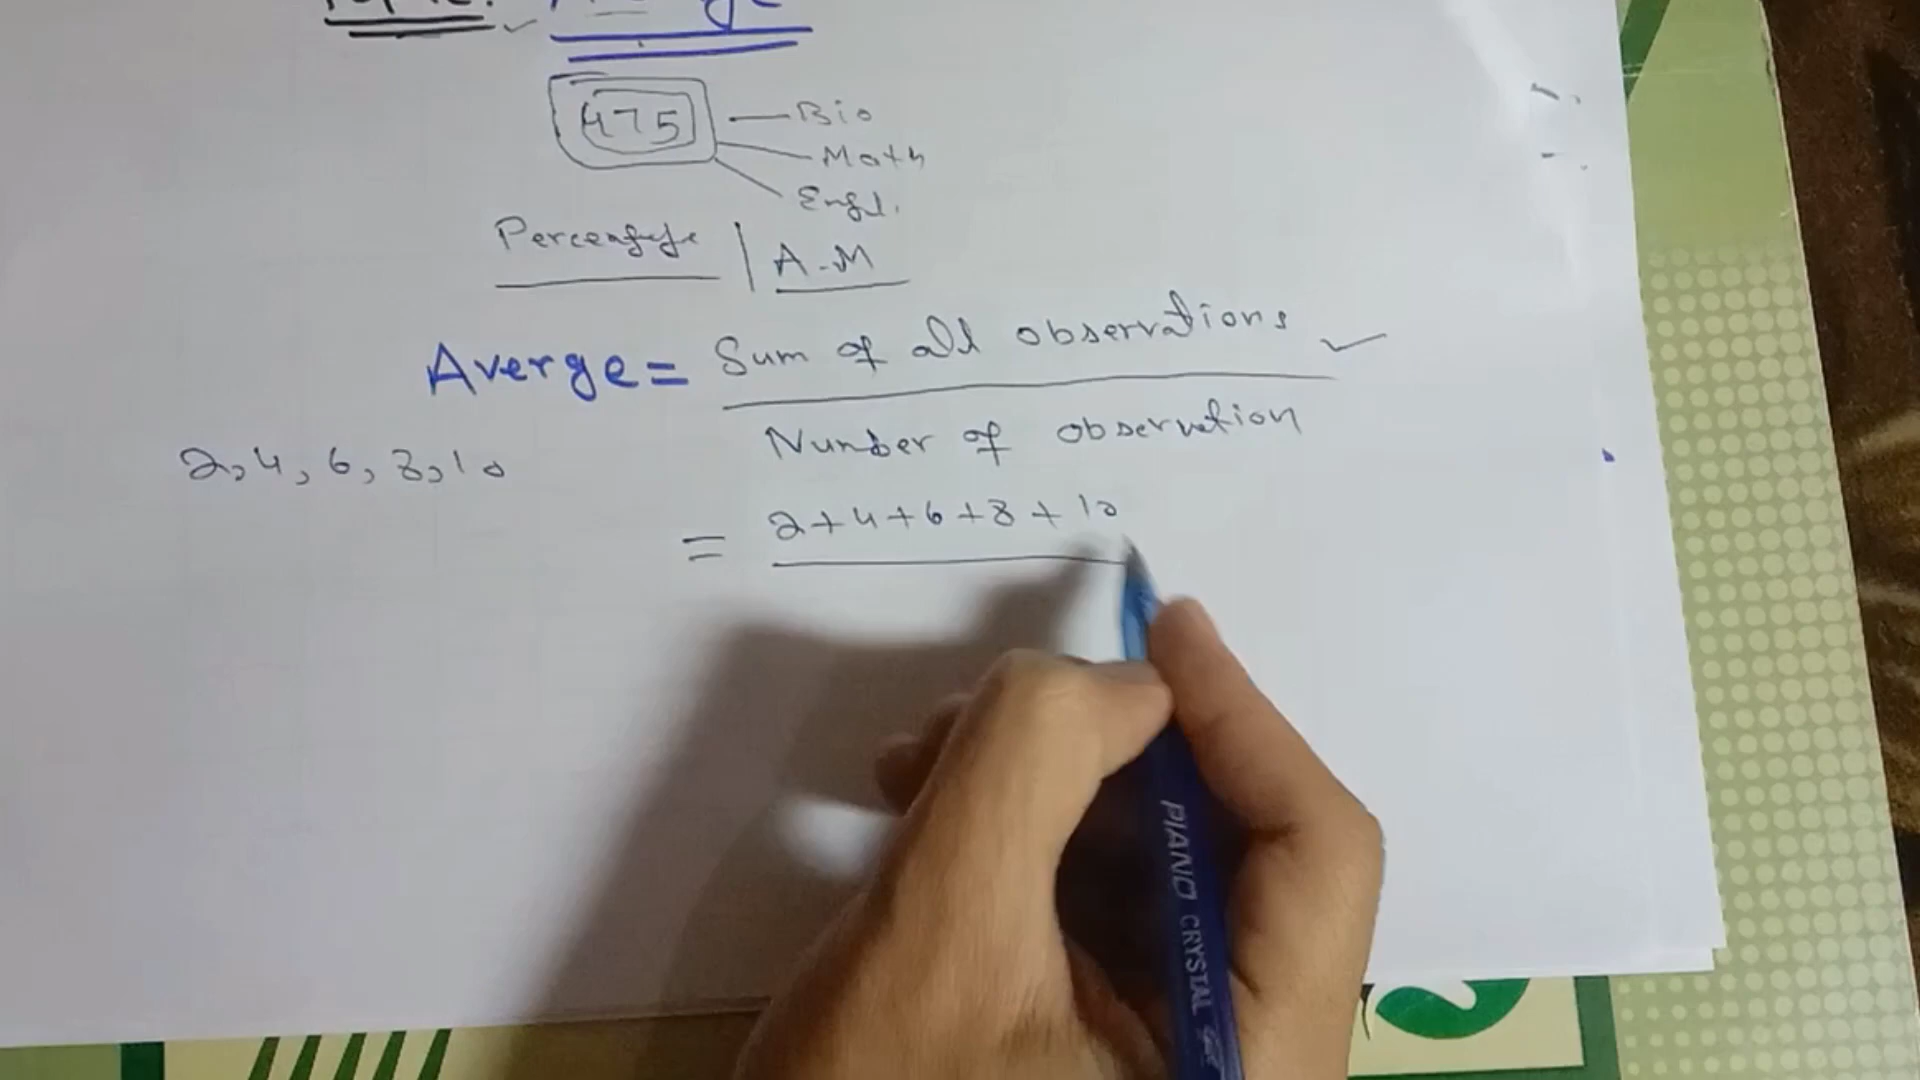 475
Bio
Math
Engl.
A-M
Averge = Sum of all observations
Number of observation
2,4,6,8,10
= 2+4+6+8+10
PIANO CRYSTAL